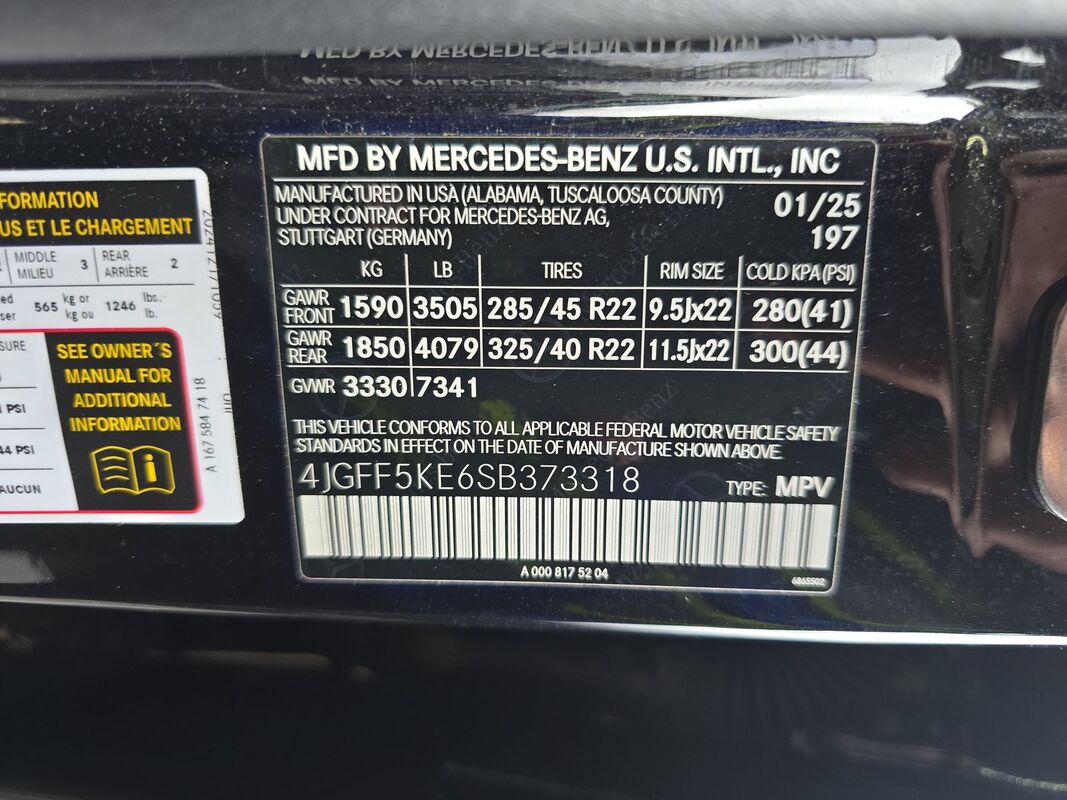 MFD BY MERCEDES-BENZ U.S. INTL., INC
MANUFACTURED IN USA (ALABAMA, TUSCALOOSA COUNTY)
UNDER CONTRACT FOR MERCEDES-BENZ AG,
STUTTGART (GERMANY)
01/25
197
KG LB TIRES RIM SIZE COLD KPA(PSI)
GAWR FRONT 1590 3505 285/45 R22 9.5Jx22 280(41)
GAWR REAR 1850 4079 325/40 R22 11.5Jx22 300(44)
GVWR 3330 7341
THIS VEHICLE CONFORMS TO ALL APPLICABLE FEDERAL MOTOR VEHICLE SAFETY
STANDARDS IN EFFECT ON THE DATE OF MANUFACTURE SHOWN ABOVE.
4JGFF5KE6SB373318 TYPE: MPV
A 000 817 52 04
6865502
US ET LE CHARGEMENT
MIDDLE MILIEU 3 REAR ARRIÈRE 2
565 kg or kg ou 1246 lbs. lb.
SEE OWNER´S
MANUAL FOR
ADDITIONAL
INFORMATION
PSI
44 PSI
AUCUN
A 167 584 74 18